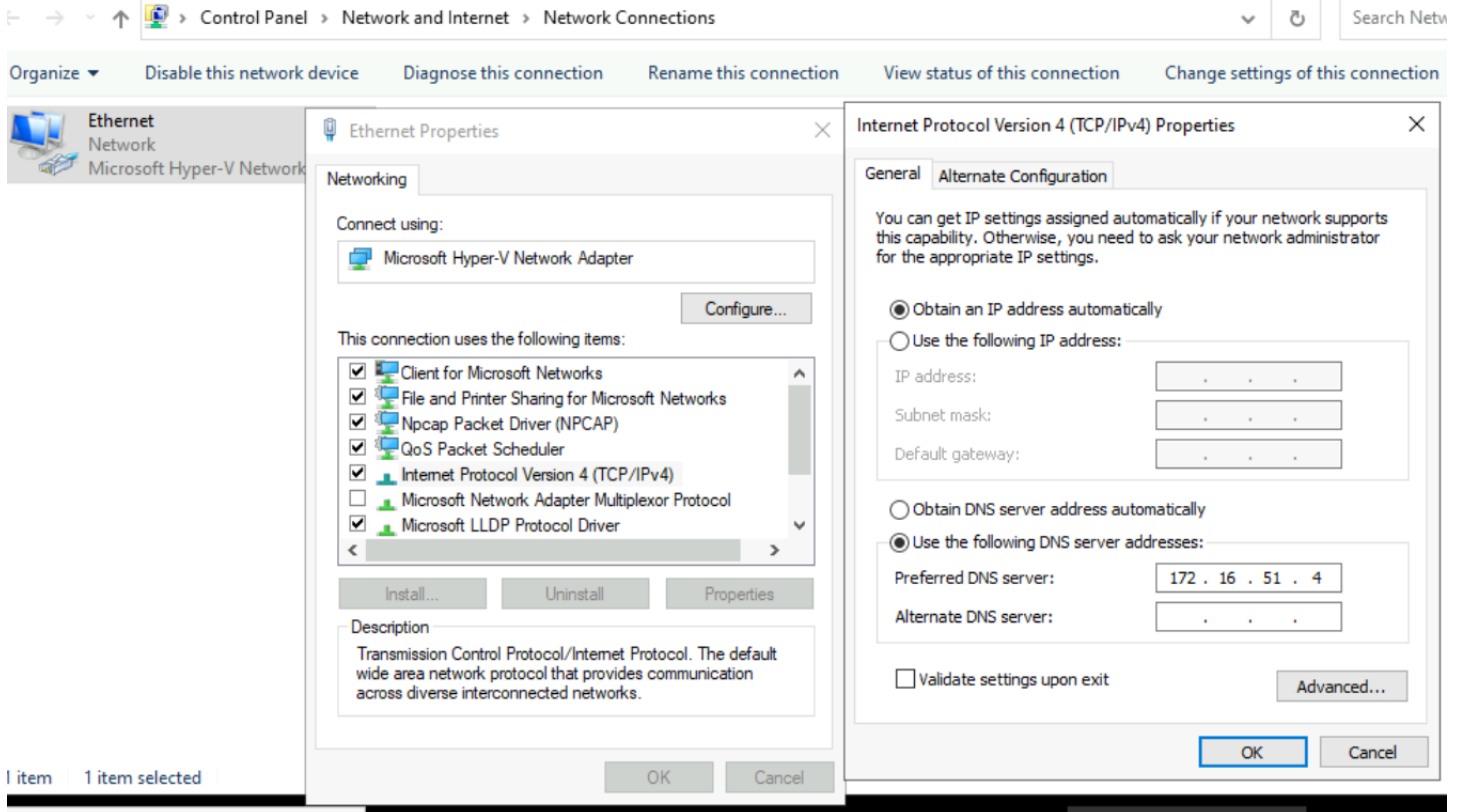 Control Panel > Network and Internet > Network Connections
Search Netw
Organize
Disable this network device
Diagnose this connection
Rename this connection
View status of this connection
Change settings of this connection
Ethernet
Network
Microsoft Hyper-V Network
Ethernet Properties
Networking
Connect using:
Microsoft Hyper-V Network Adapter
Configure...
This connection uses the following items:
Client for Microsoft Networks
File and Printer Sharing for Microsoft Networks
Npcap Packet Driver (NPCAP)
QoS Packet Scheduler
Internet Protocol Version 4 (TCP/IPv4)
Microsoft Network Adapter Multiplexor Protocol
Microsoft LLDP Protocol Driver
Install...
Uninstall
Properties
Description
Transmission Control Protocol/Internet Protocol. The default
wide area network protocol that provides communication
across diverse interconnected networks.
OK
Cancel
Internet Protocol Version 4 (TCP/IPv4) Properties
General
Alternate Configuration
You can get IP settings assigned automatically if your network supports
this capability. Otherwise, you need to ask your network administrator
for the appropriate IP settings.
Obtain an IP address automatically
Use the following IP address:
IP address:
. . .
Subnet mask:
. . .
Default gateway:
. . .
Obtain DNS server address automatically
Use the following DNS server addresses:
Preferred DNS server:
172 . 16 . 51 . 4
Alternate DNS server:
. . .
Validate settings upon exit
Advanced...
OK
Cancel
1 item
1 item selected